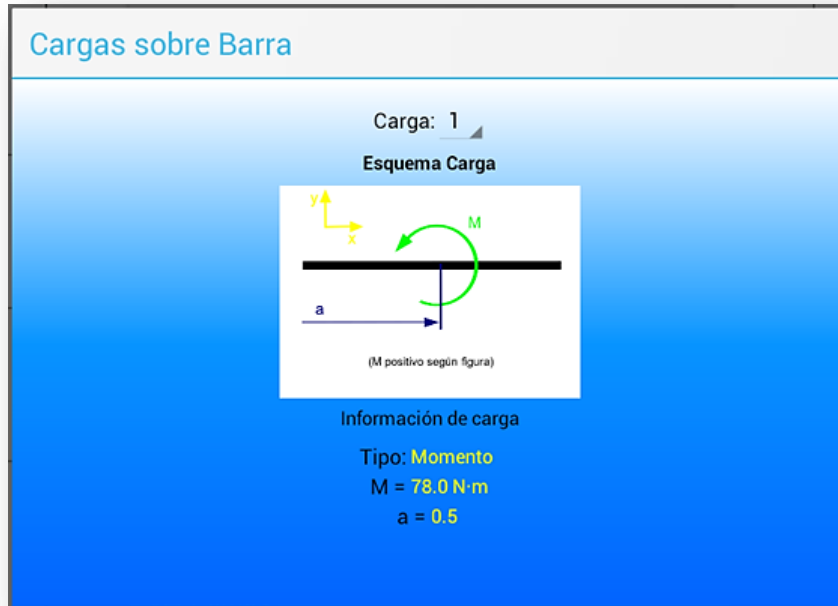 Cargas sobre Barra
Carga: 1
Esquema Carga
y
x
M
a
(M positivo según figura)
Información de carga
Tipo: Momento
M = 78.0 N·m
a = 0.5